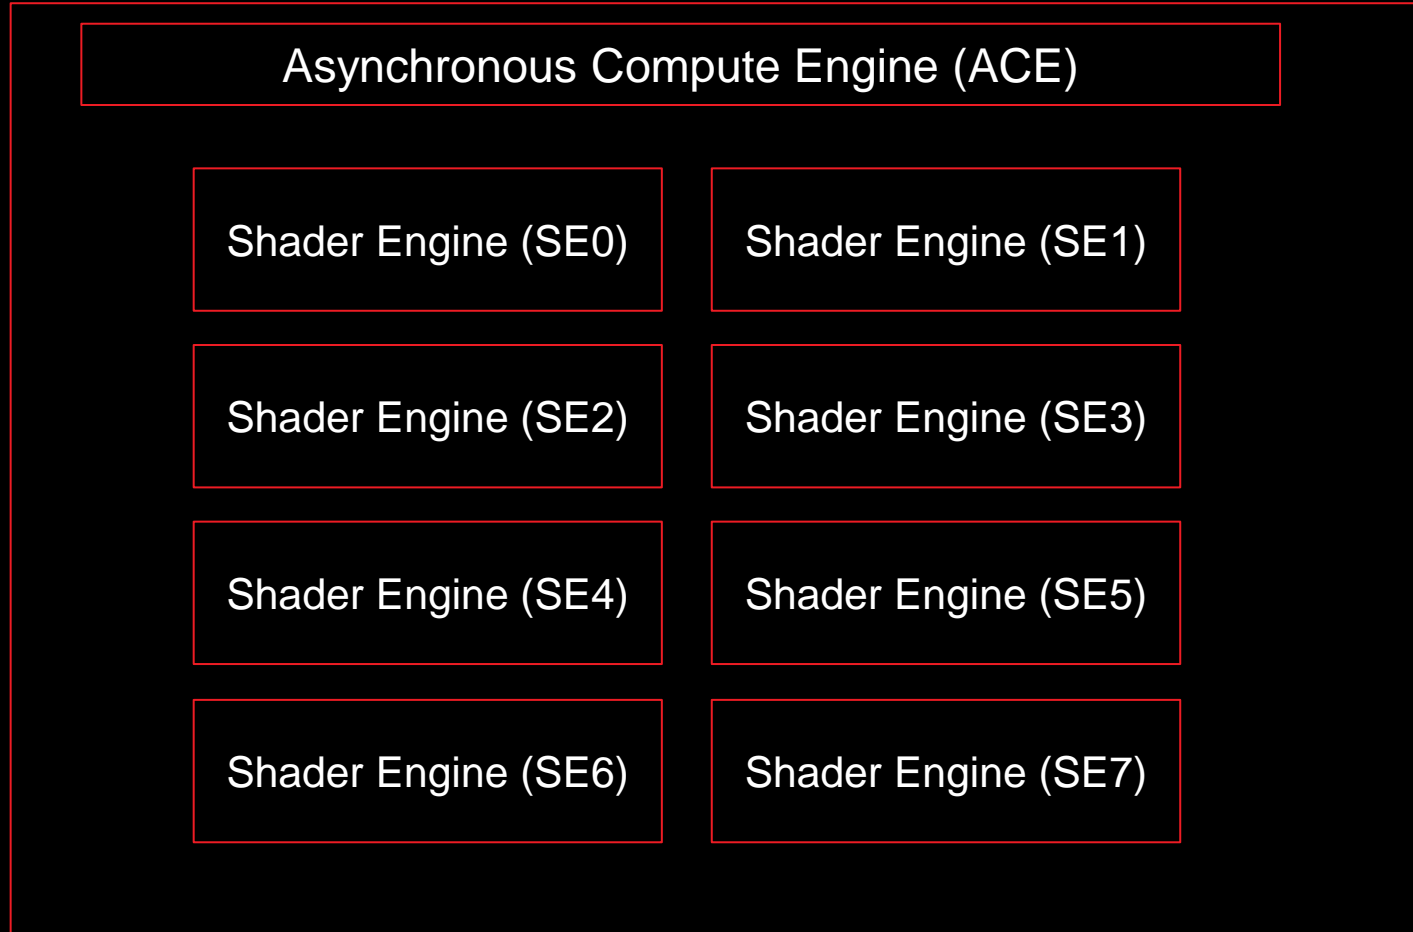 Asynchronous Compute Engine (ACE)
Shader Engine (SE0)
Shader Engine (SE1)
Shader Engine (SE2)
Shader Engine (SE3)
Shader Engine (SE4)
Shader Engine (SE5)
Shader Engine (SE6)
Shader Engine (SE7)